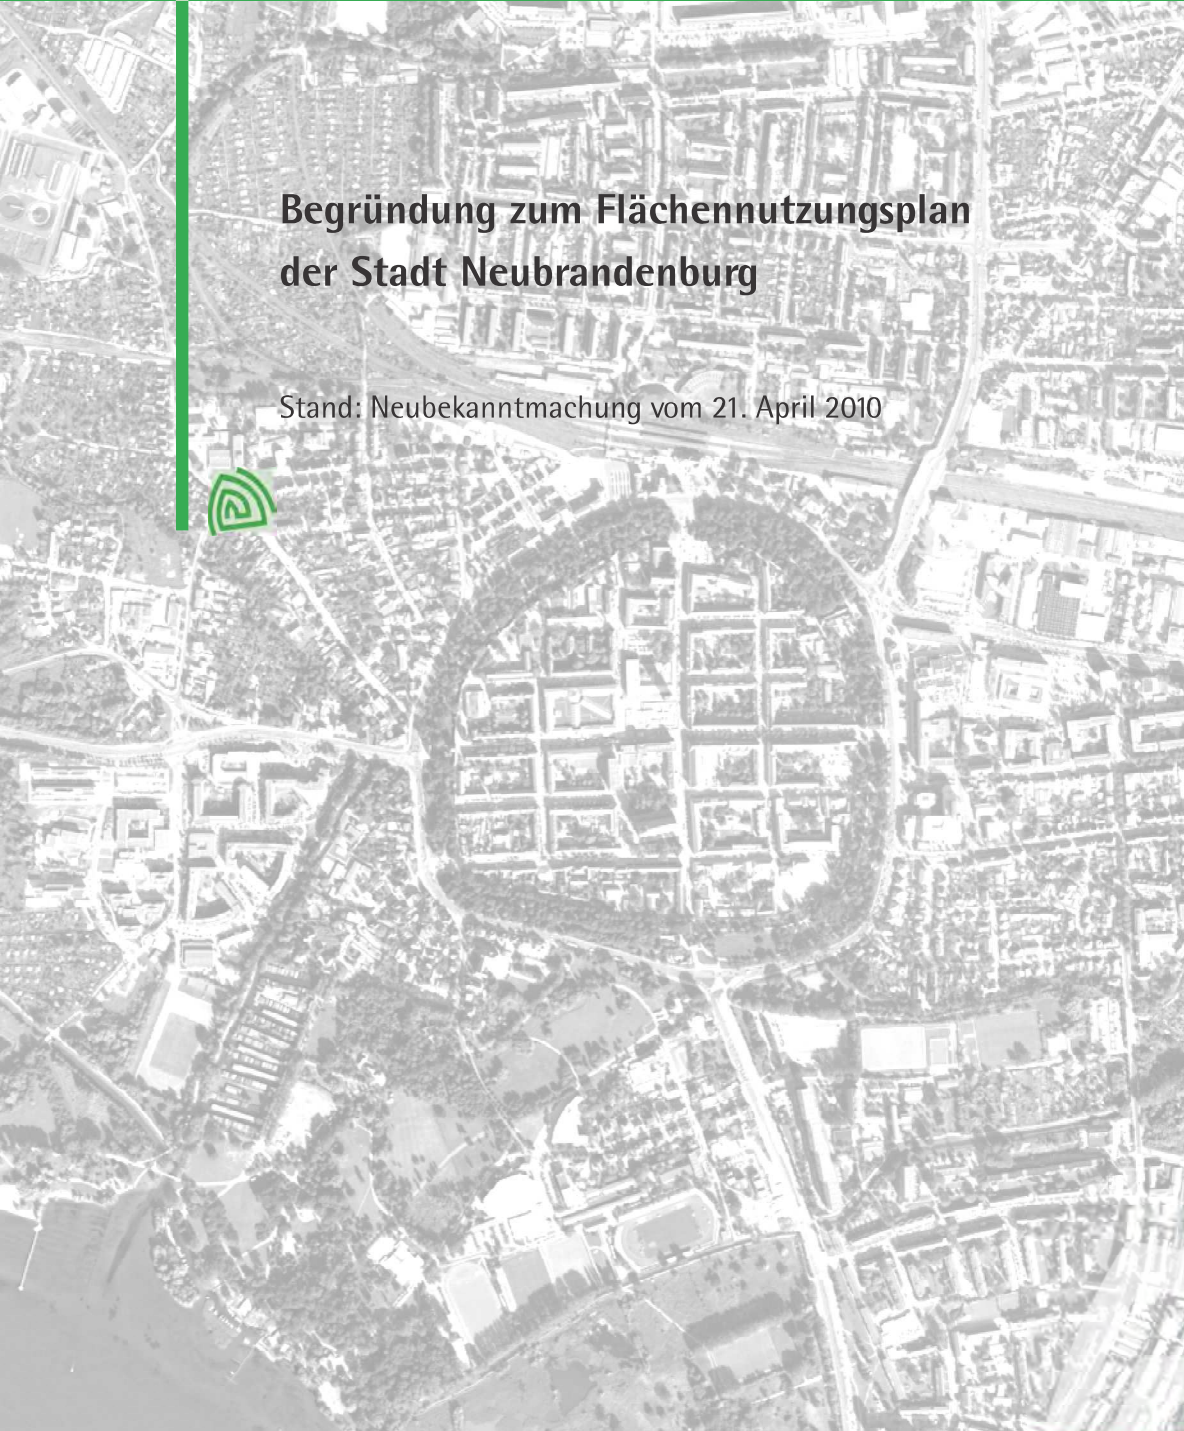 Begründung zum Flächennutzungsplan
der Stadt Neubrandenburg
Stand: Neubekanntmachung vom 21. April 2010